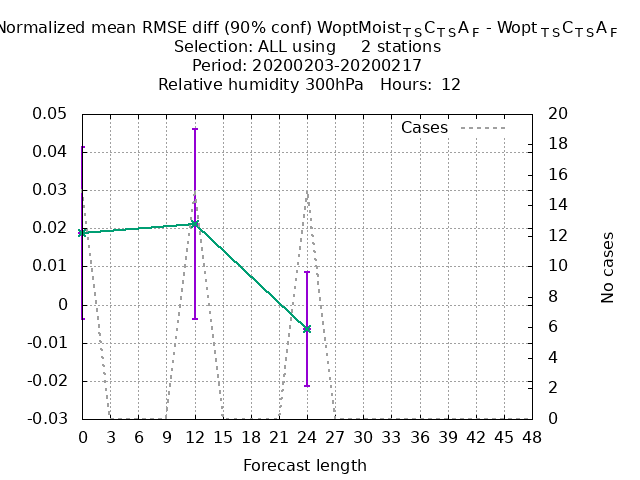 Normalized mean RMSE diff (90% conf) WoptMoist_TSC_TSA_F - Wopt_TSC_TSA_F
Selection: ALL using 2 stations
Period: 20200203-20200217
Relative humidity 300hPa Hours: 12
Cases
0.05
0.04
0.03
0.02
0.01
0
-0.01
-0.02
-0.03
20
18
16
14
12
10
8
6
4
2
0
No cases
0 3 6 9 12 15 18 21 24 27 30 33 36 39 42 45 48
Forecast length